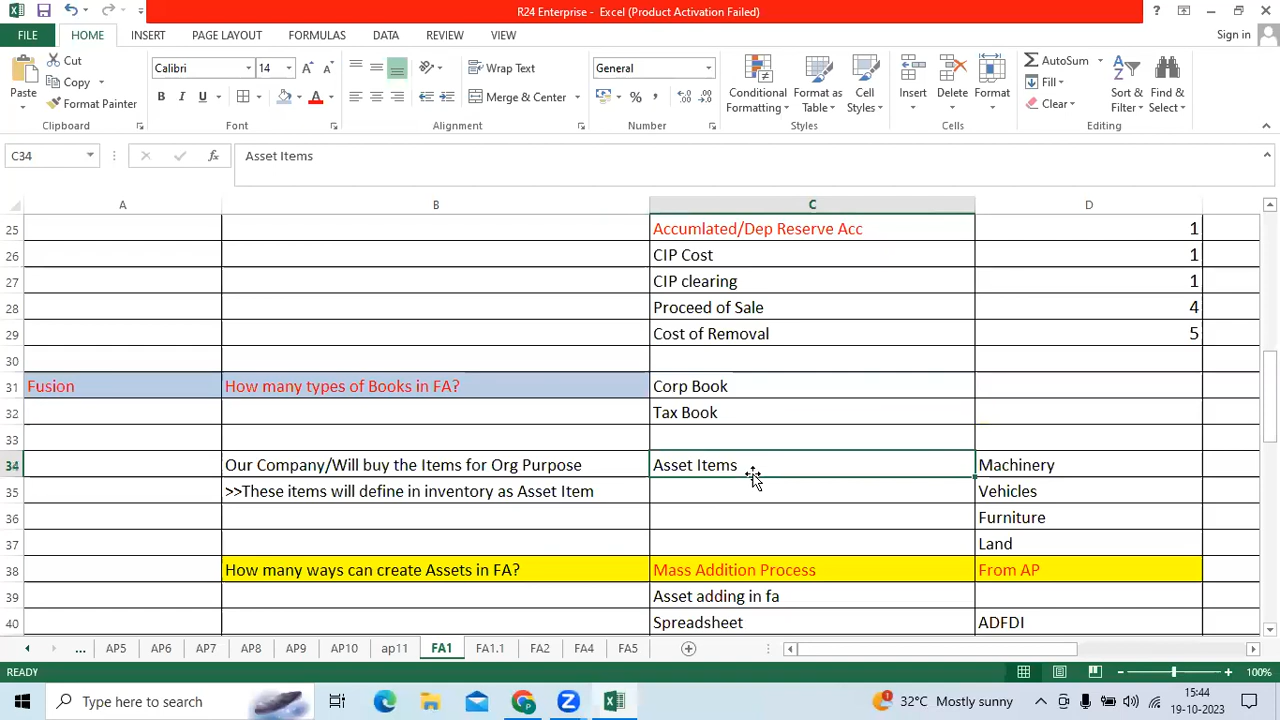 R24 Enterprise - Excel (Product Activation Failed)
FILE
HOME
INSERT
PAGE LAYOUT
FORMULAS
DATA
REVIEW
VIEW
Sign in
Paste
Cut
Copy
Format Painter
Clipboard
Calibri
14
B I U
Font
Wrap Text
Merge & Center
Alignment
General
Number
Conditional Formatting
Format as Table
Cell Styles
Styles
Insert
Delete
Format
Cells
AutoSum
Fill
Clear
Sort & Filter
Find & Select
Editing
C34
fx
Asset Items
A B C D
25 Accumlated/Dep Reserve Acc 1
26 CIP Cost 1
27 CIP clearing 1
28 Proceed of Sale 4
29 Cost of Removal 5
30
31 Fusion How many types of Books in FA? Corp Book
32 Tax Book
33
34 Our Company/Will buy the Items for Org Purpose Asset Items Machinery
35 >>These items will define in inventory as Asset Item Vehicles
36 Furniture
37 Land
38 How many ways can create Assets in FA? Mass Addition Process From AP
39 Asset adding in fa
40 Spreadsheet ADFDI
... AP5 AP6 AP7 AP8 AP9 AP10 ap11 FA1 FA1.1 FA2 FA4 FA5
READY
100%
Type here to search
32°C Mostly sunny
15:44
19-10-2023